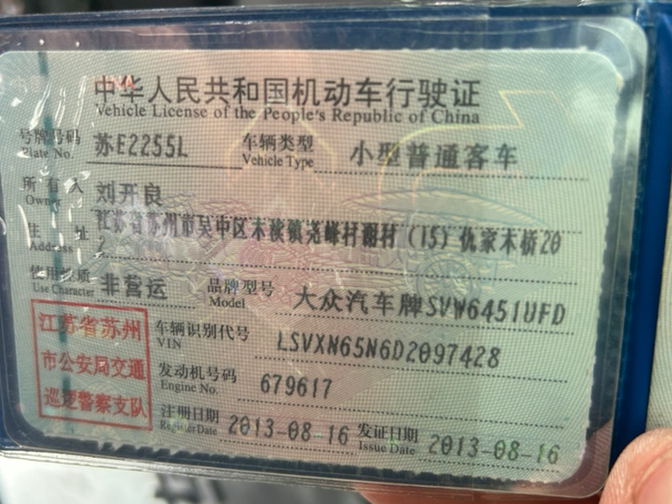 中华人民共和国机动车行驶证
Vehicle License of the People's Republic of China
号牌号码 苏E2255L 车辆类型 小型普通客车
Plate No. Vehicle Type
所有人 刘开良
Owner
住址 江苏省苏州市吴中区木渎镇尧峰村谢村(15)仇家木桥20
Address 2
使用性质 非营运 品牌型号 大众汽车牌SVW6451UFD
Use Character Model
江苏省苏州
市公安局交通
巡逻警察支队
车辆识别代号 LSVXN65N6D2097428
VIN
发动机号码 679617
Engine No.
注册日期 2013-08-16 发证日期 2013-08-16
Register Date Issue Date